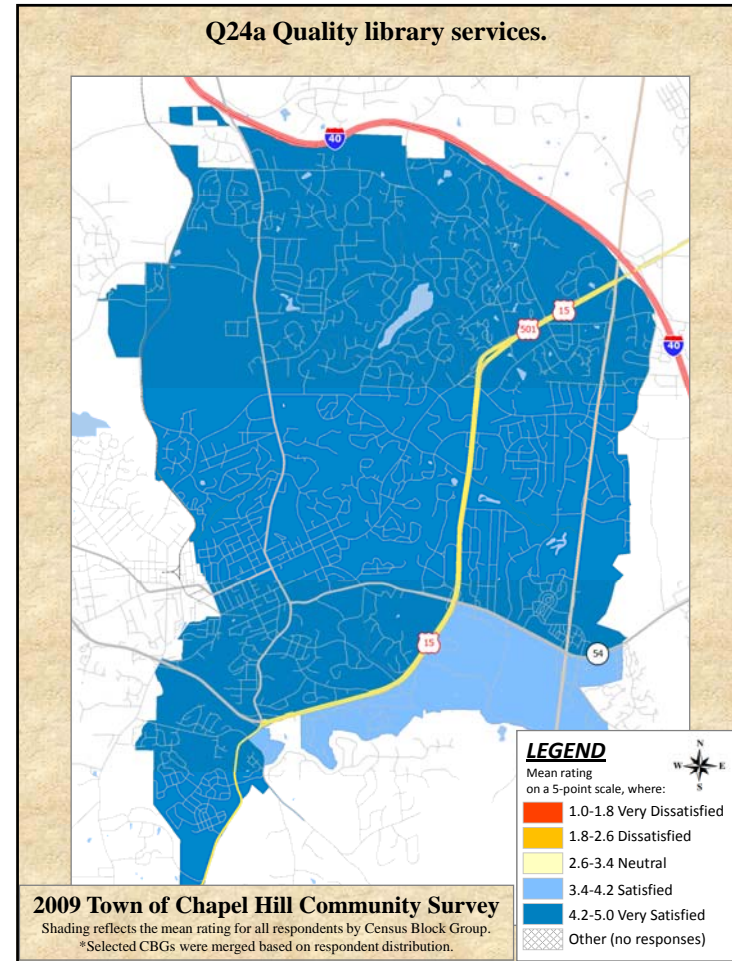 Q24a Quality library services.
40
15
501
40
15
54
LEGEND
N
W E
S
Mean rating
on a 5-point scale, where:
1.0-1.8 Very Dissatisfied
1.8-2.6 Dissatisfied
2.6-3.4 Neutral
3.4-4.2 Satisfied
4.2-5.0 Very Satisfied
Other (no responses)
2009 Town of Chapel Hill Community Survey
Shading reflects the mean rating for all respondents by Census Block Group.
*Selected CBGs were merged based on respondent distribution.